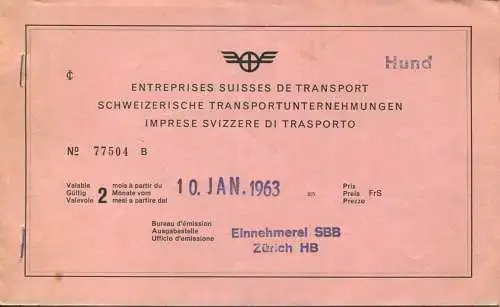 Hund
₵
ENTREPRISES SUISSES DE TRANSPORT
SCHWEIZERISCHE TRANSPORTUNTERNEHMUNGEN
IMPRESE SVIZZERE DI TRASPORTO
Nº 77504 B
Valable mois à partir du
Gültig 2 Monate vom 10. JAN. 1963 an
Valevole mesi a partire dal
Prix
Preis FrS
Prezzo
Bureau d'émission
Ausgabestelle
Ufficio d'emissione
Einnehmerei SBB
Zürich HB